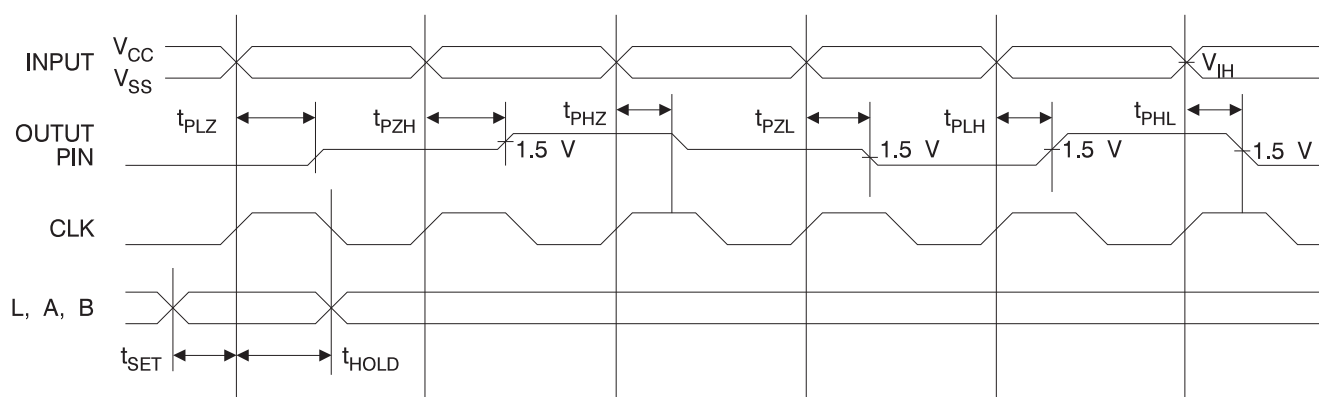 INPUT VCC
VSS
VIH
tPLZ tPZH tPHZ tPZL tPLH tPHL
OUTUT
PIN
1.5 V 1.5 V 1.5 V 1.5 V
CLK
L, A, B
tSET tHOLD